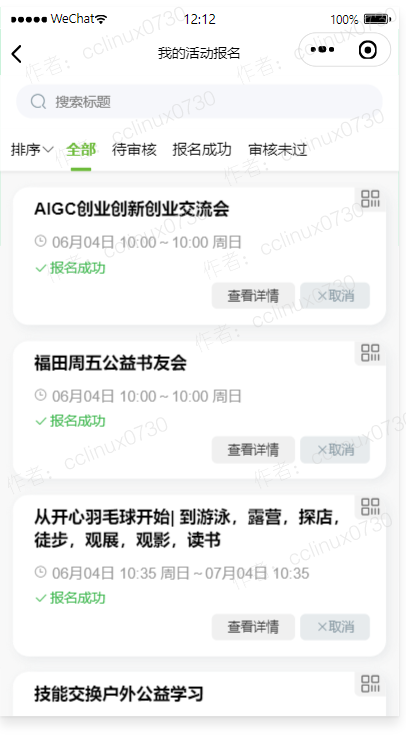 WeChat 12:12 100%
我的活动报名
搜索标题
排序 全部 待审核 报名成功 审核未过
AIGC创业创新创业交流会
06月04日 10:00～10:00 周日
报名成功
查看详情 ×取消
福田周五公益书友会
06月04日 10:00～10:00 周日
报名成功
查看详情 ×取消
从开心羽毛球开始| 到游泳，露营，探店，
徒步，观展，观影，读书
06月04日 10:35 周日～07月04日 10:35
报名成功
查看详情 ×取消
技能交换户外公益学习
作者：cclinux0730